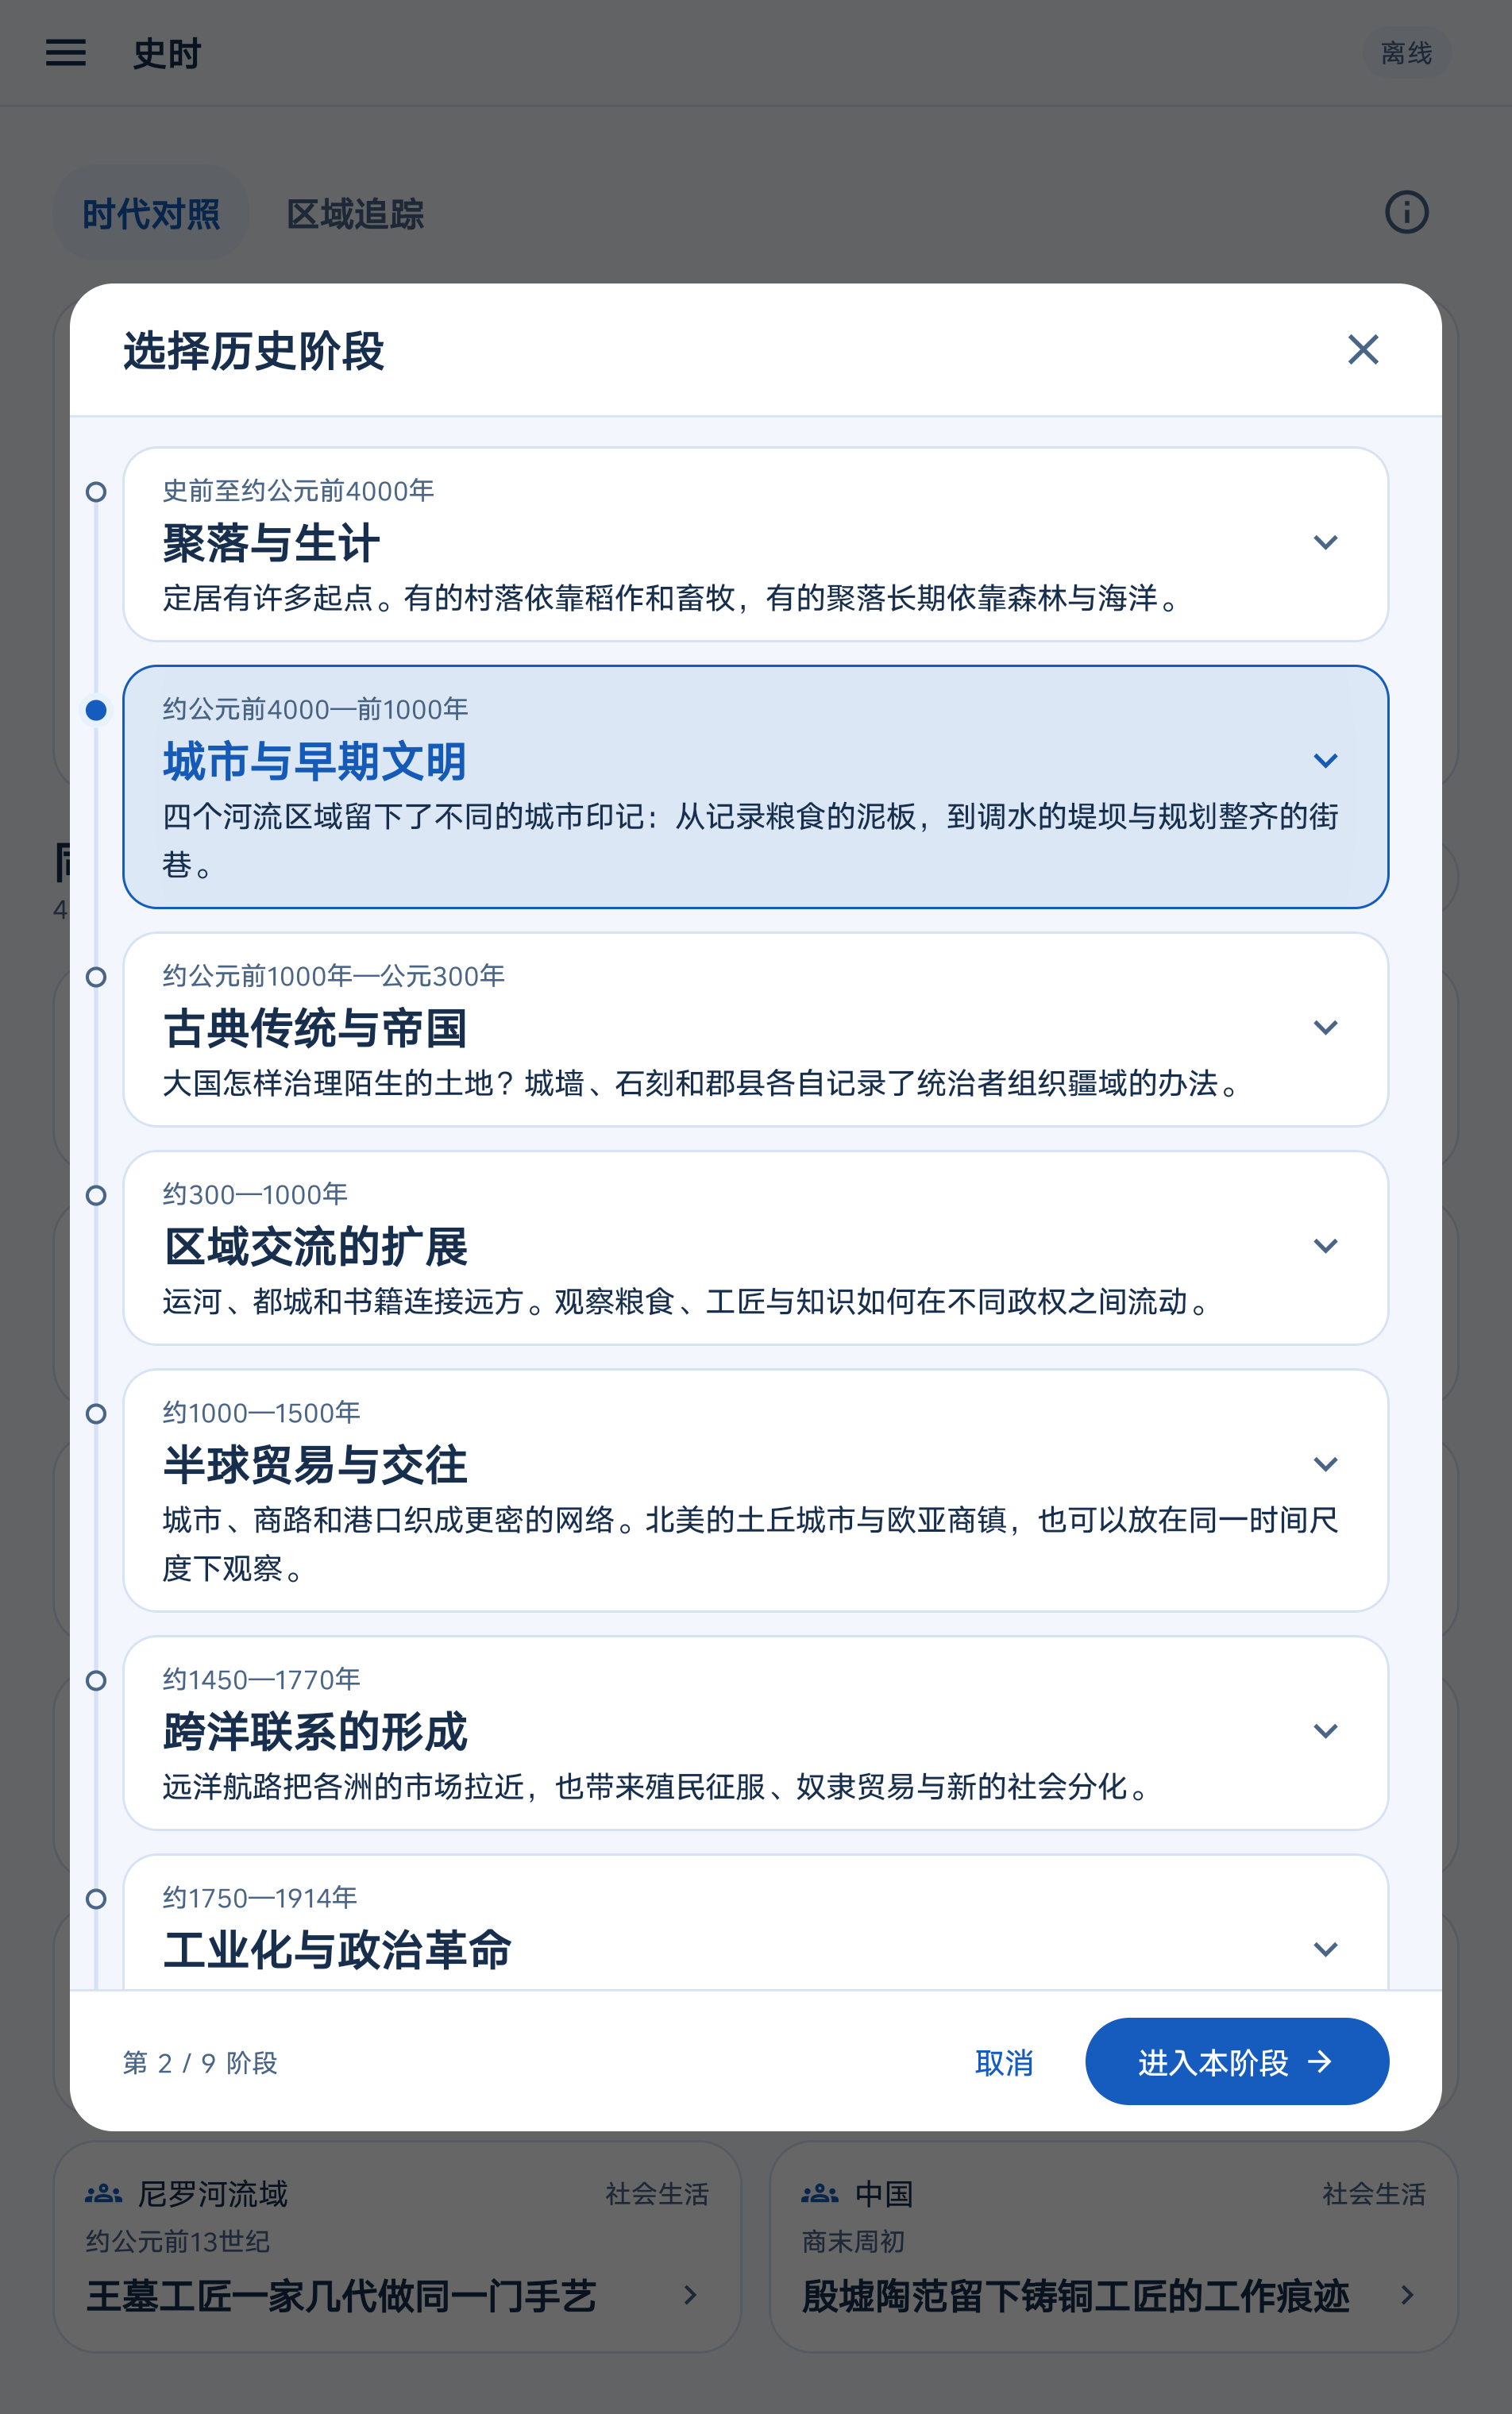 史时
离线
时代对照
区域追踪
选择历史阶段
史前至约公元前4000年
聚落与生计
定居有许多起点。有的村落依靠稻作和畜牧，有的聚落长期依靠森林与海洋。
约公元前4000—前1000年
城市与早期文明
四个河流区域留下了不同的城市印记：从记录粮食的泥板，到调水的堤坝与规划整齐的街
巷。
4
约公元前1000年—公元300年
古典传统与帝国
大国怎样治理陌生的土地？城墙、石刻和郡县各自记录了统治者组织疆域的办法。
约300—1000年
区域交流的扩展
运河、都城和书籍连接远方。观察粮食、工匠与知识如何在不同政权之间流动。
约1000—1500年
半球贸易与交往
城市、商路和港口织成更密的网络。北美的土丘城市与欧亚商镇，也可以放在同一时间尺
度下观察。
约1450—1770年
跨洋联系的形成
远洋航路把各洲的市场拉近，也带来殖民征服、奴隶贸易与新的社会分化。
约1750—1914年
工业化与政治革命
第 2 / 9 阶段
取消
进入本阶段
尼罗河流域
社会生活
约公元前13世纪
王墓工匠一家几代做同一门手艺
中国
社会生活
商末周初
殷墟陶范留下铸铜工匠的工作痕迹